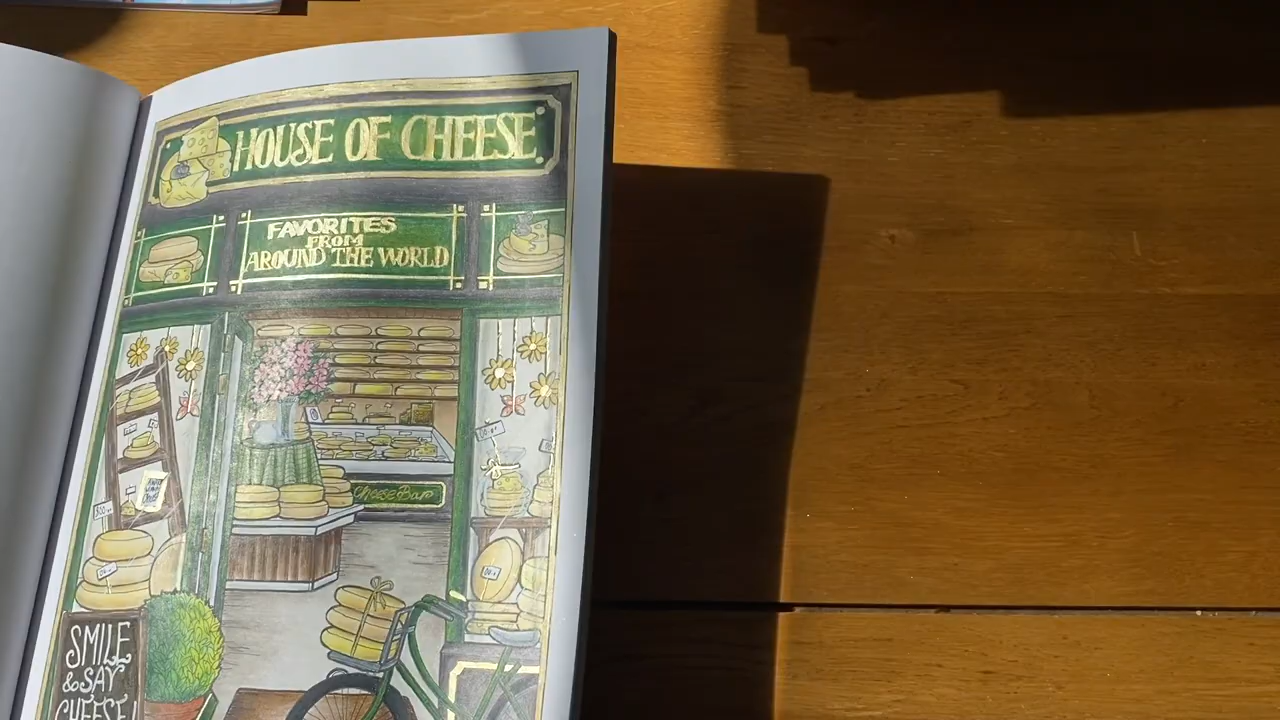 HOUSE OF CHEESE
FAVORITES
FROM
AROUND THE WORLD
Cheese Bar
SMILE
& SAY
CHEESE!